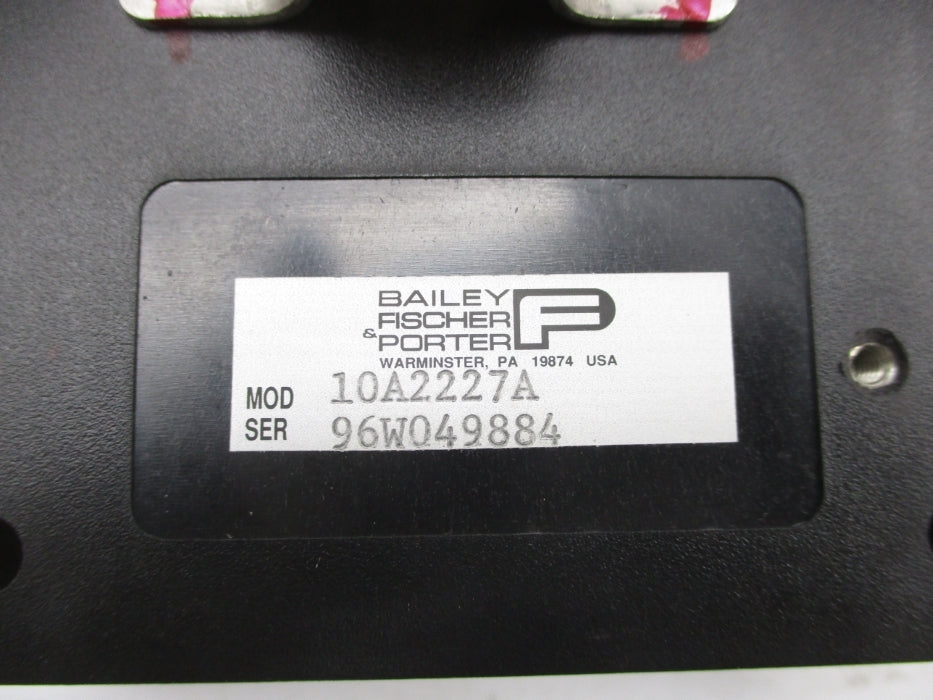 BAILEY
FISCHER
& PORTER
WARMINSTER, PA 19874 USA
MOD 10A2227A
SER 96W049884